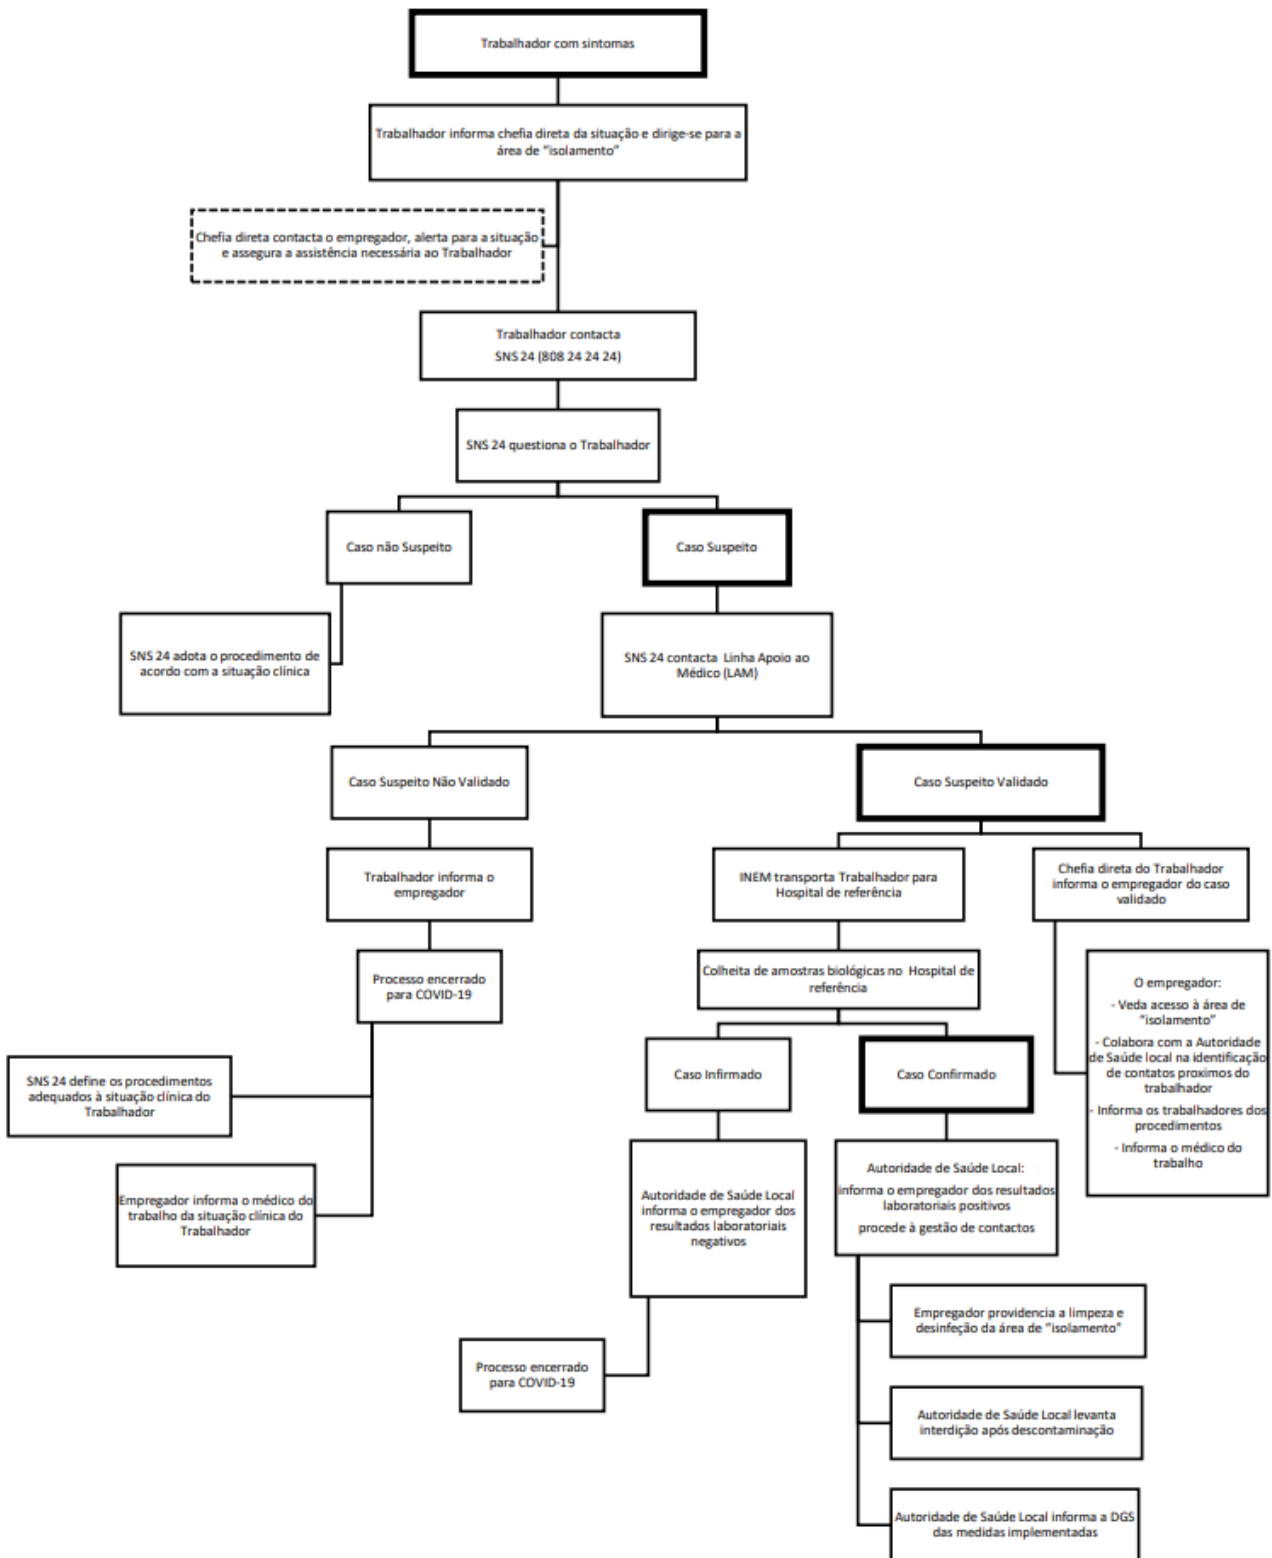 Trabalhador com sintomas
Trabalhador informa chefia direta da situação e dirige-se para a
área de “isolamento”
Chefia direta contacta o empregador, alerta para a situação
e assegura a assistência necessária ao Trabalhador
Trabalhador contacta
SNS 24 (808 24 24 24)
SNS 24 questiona o Trabalhador
Caso não Suspeito
Caso Suspeito
SNS 24 adota o procedimento de
acordo com a situação clínica
SNS 24 contacta Linha Apoio ao
Médico (LAM)
Caso Suspeito Não Validado
Caso Suspeito Validado
Trabalhador informa o
empregador
INEM transporta Trabalhador para
Hospital de referência
Chefia direta do Trabalhador
informa o empregador do caso
validado
Processo encerrado
para COVID-19
Colheita de amostras biológicas no Hospital de
referência
O empregador:
- Veda acesso à área de
“isolamento”
- Colabora com a Autoridade
de Saúde local na identificação
de contatos proximos do
trabalhador
- Informa os trabalhadores dos
procedimentos
- Informa o médico do
trabalho
SNS 24 define os procedimentos
adequados à situação clínica do
Trabalhador
Caso Infirmado
Caso Confirmado
Empregador informa o médico do
trabalho da situação clínica do
Trabalhador
Autoridade de Saúde Local
informa o empregador dos
resultados laboratoriais
negativos
Autoridade de Saúde Local:
informa o empregador dos resultados
laboratoriais positivos
procede à gestão de contactos
Empregador providencia a limpeza e
desinfeção da área de “isolamento”
Processo encerrado
para COVID-19
Autoridade de Saúde Local levanta
interdição após descontaminação
Autoridade de Saúde Local informa a DGS
das medidas implementadas